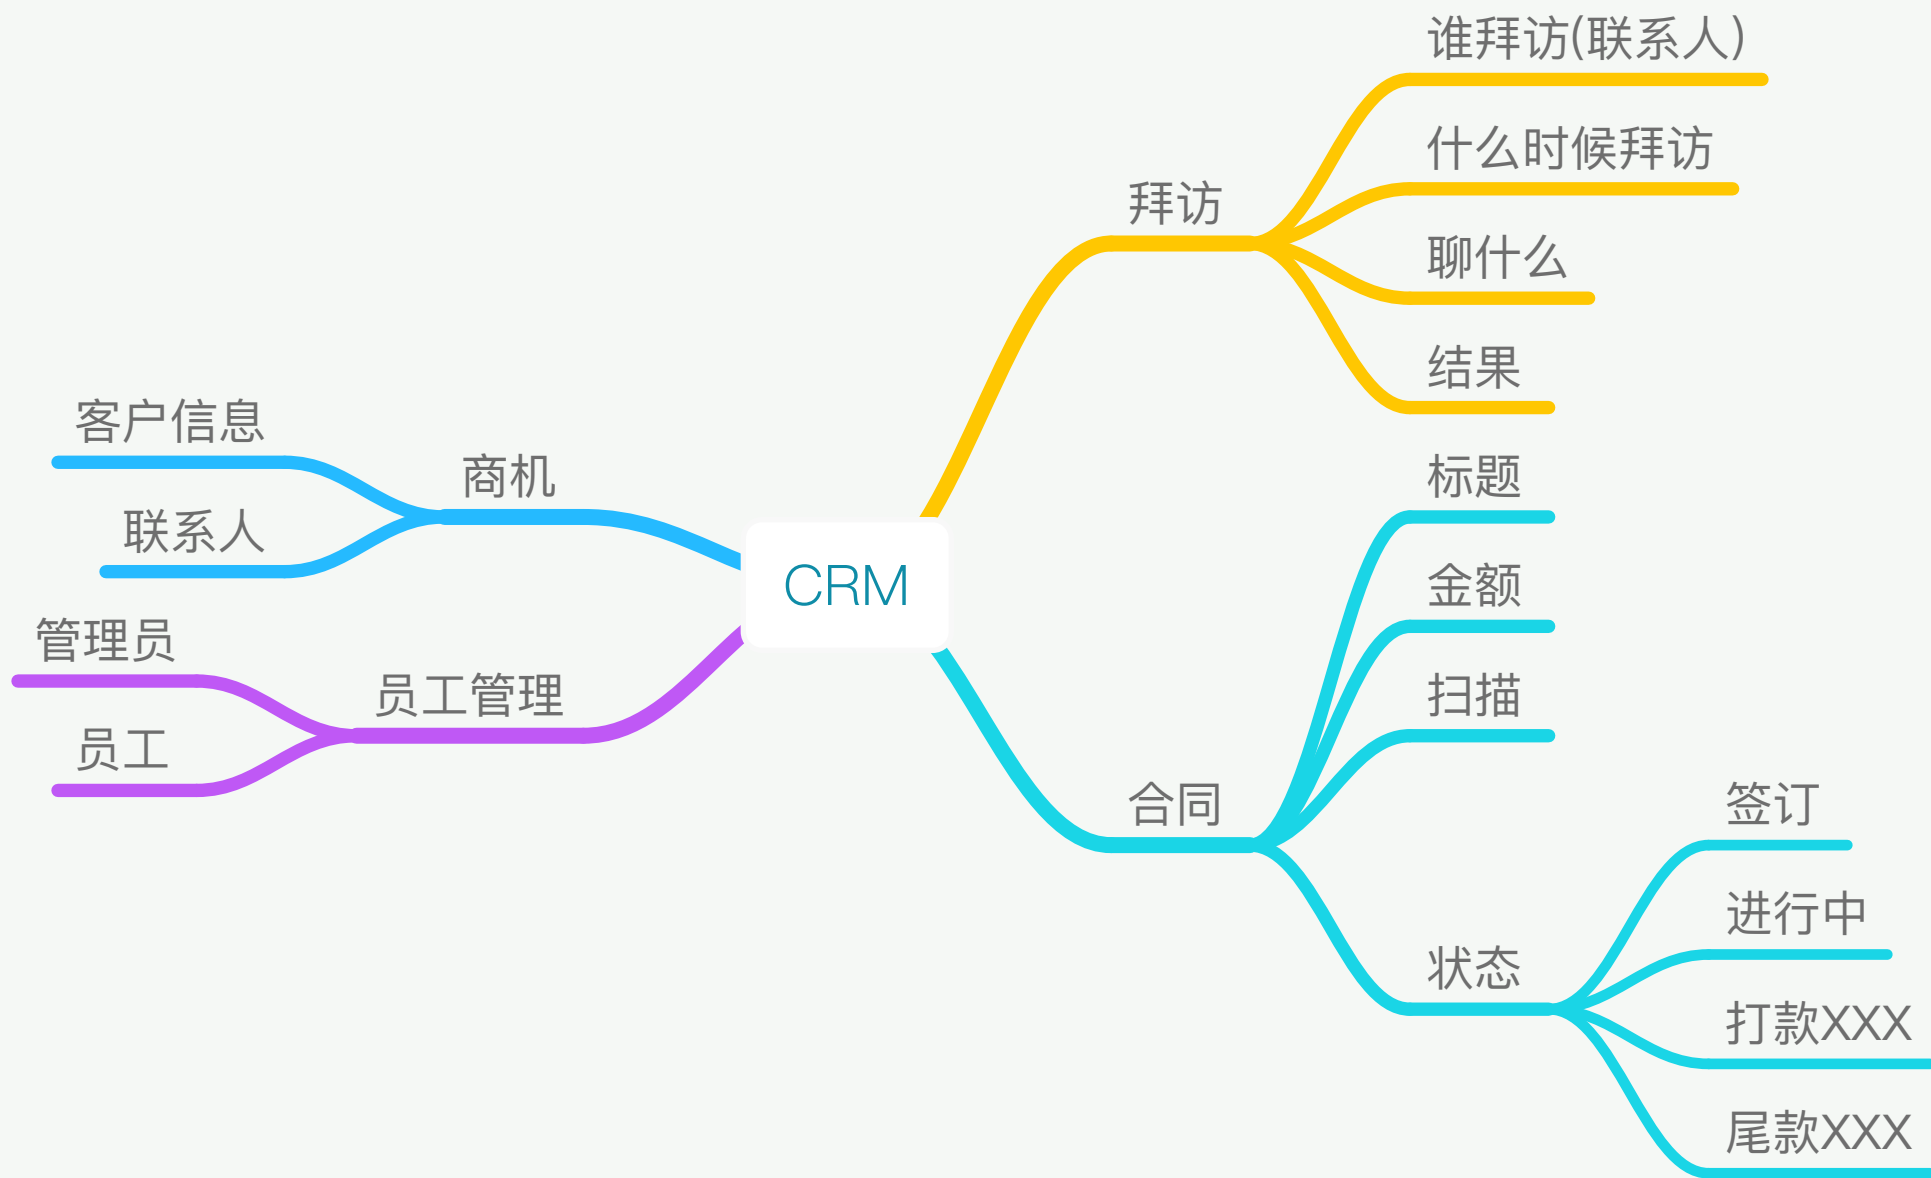 CRM
拜访
谁拜访(联系人)
什么时候拜访
聊什么
结果
合同
标题
金额
扫描
状态
签订
进行中
打款XXX
尾款XXX
商机
客户信息
联系人
员工管理
管理员
员工